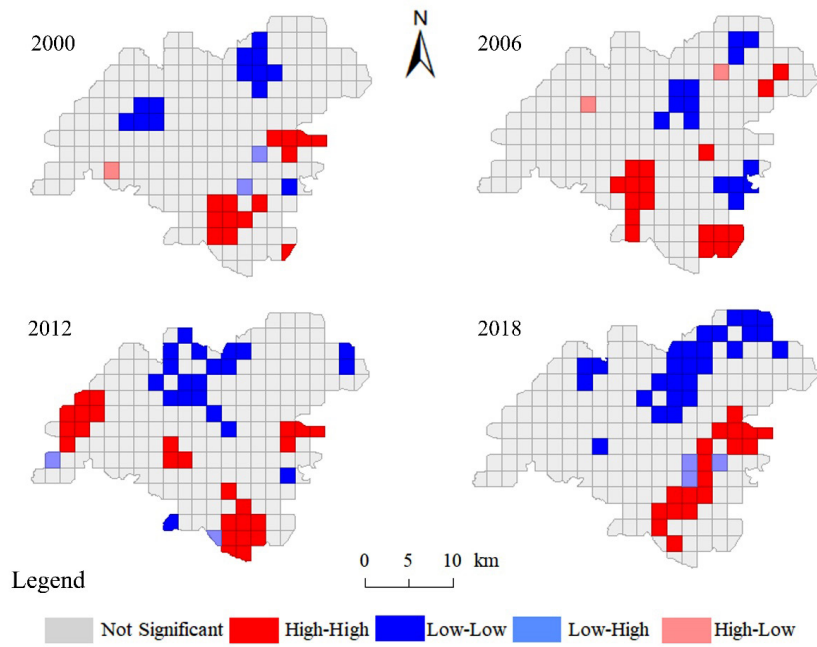 2000
N
2006
2012
2018
0 5 10 km
Legend
Not Significant High-High Low-Low Low-High High-Low